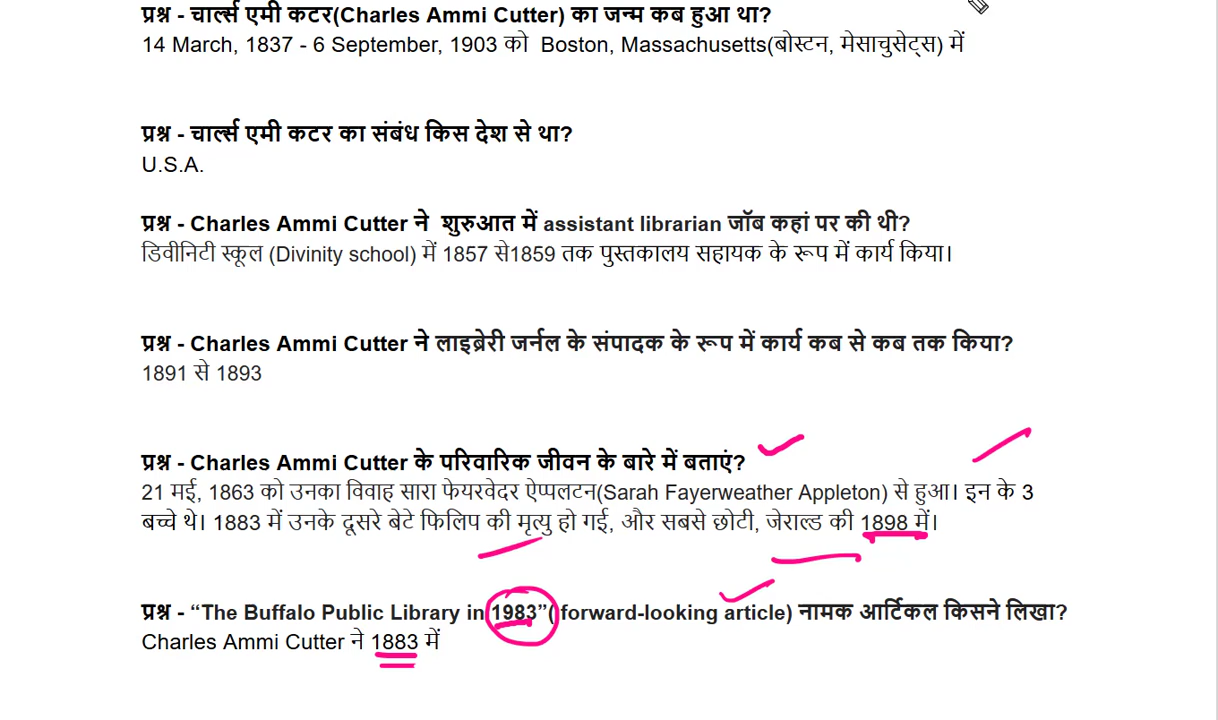 प्रश्न - चार्ल्स एमी कटर(Charles Ammi Cutter) का जन्म कब हुआ था?
14 March, 1837 - 6 September, 1903 को Boston, Massachusetts(बोस्टन, मेसाचुसेट्स) में
प्रश्न - चार्ल्स एमी कटर का संबंध किस देश से था?
U.S.A.
प्रश्न - Charles Ammi Cutter ने शुरुआत में assistant librarian जॉब कहां पर की थी?
डिवीनिटी स्कूल (Divinity school) में 1857 से1859 तक पुस्तकालय सहायक के रूप में कार्य किया।
प्रश्न - Charles Ammi Cutter ने लाइब्रेरी जर्नल के संपादक के रूप में कार्य कब से कब तक किया?
1891 से 1893
प्रश्न - Charles Ammi Cutter के परिवारिक जीवन के बारे में बताएं?
21 मई, 1863 को उनका विवाह सारा फेयरवेदर ऐप्पलटन(Sarah Fayerweather Appleton) से हुआ। इन के 3
बच्चे थे। 1883 में उनके दूसरे बेटे फिलिप की मृत्यु हो गई, और सबसे छोटी, जेराल्ड की 1898 में।
प्रश्न - “The Buffalo Public Library in 1983”( forward-looking article) नामक आर्टिकल किसने लिखा?
Charles Ammi Cutter ने 1883 में